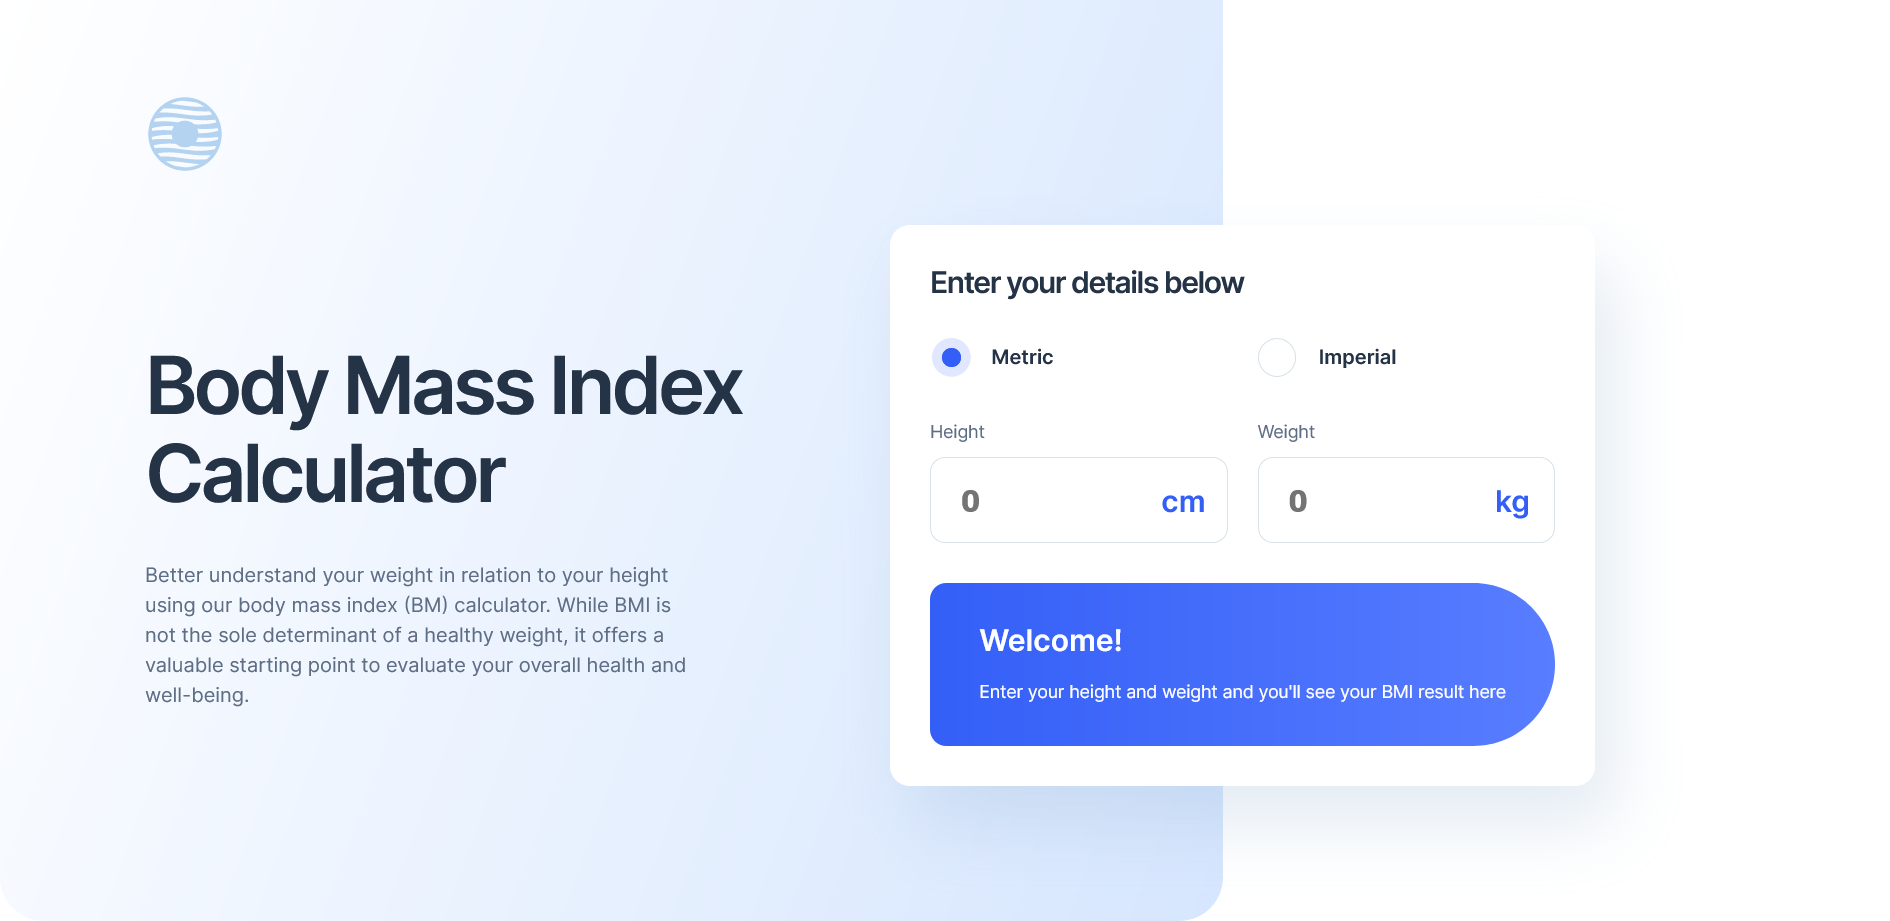 Body Mass Index
Calculator
Better understand your weight in relation to your height
using our body mass index (BM) calculator. While BMI is
not the sole determinant of a healthy weight, it offers a
valuable starting point to evaluate your overall health and
well-being.
Enter your details below
Metric
Imperial
Height
Weight
0 cm
0 kg
Welcome!
Enter your height and weight and you'll see your BMI result here